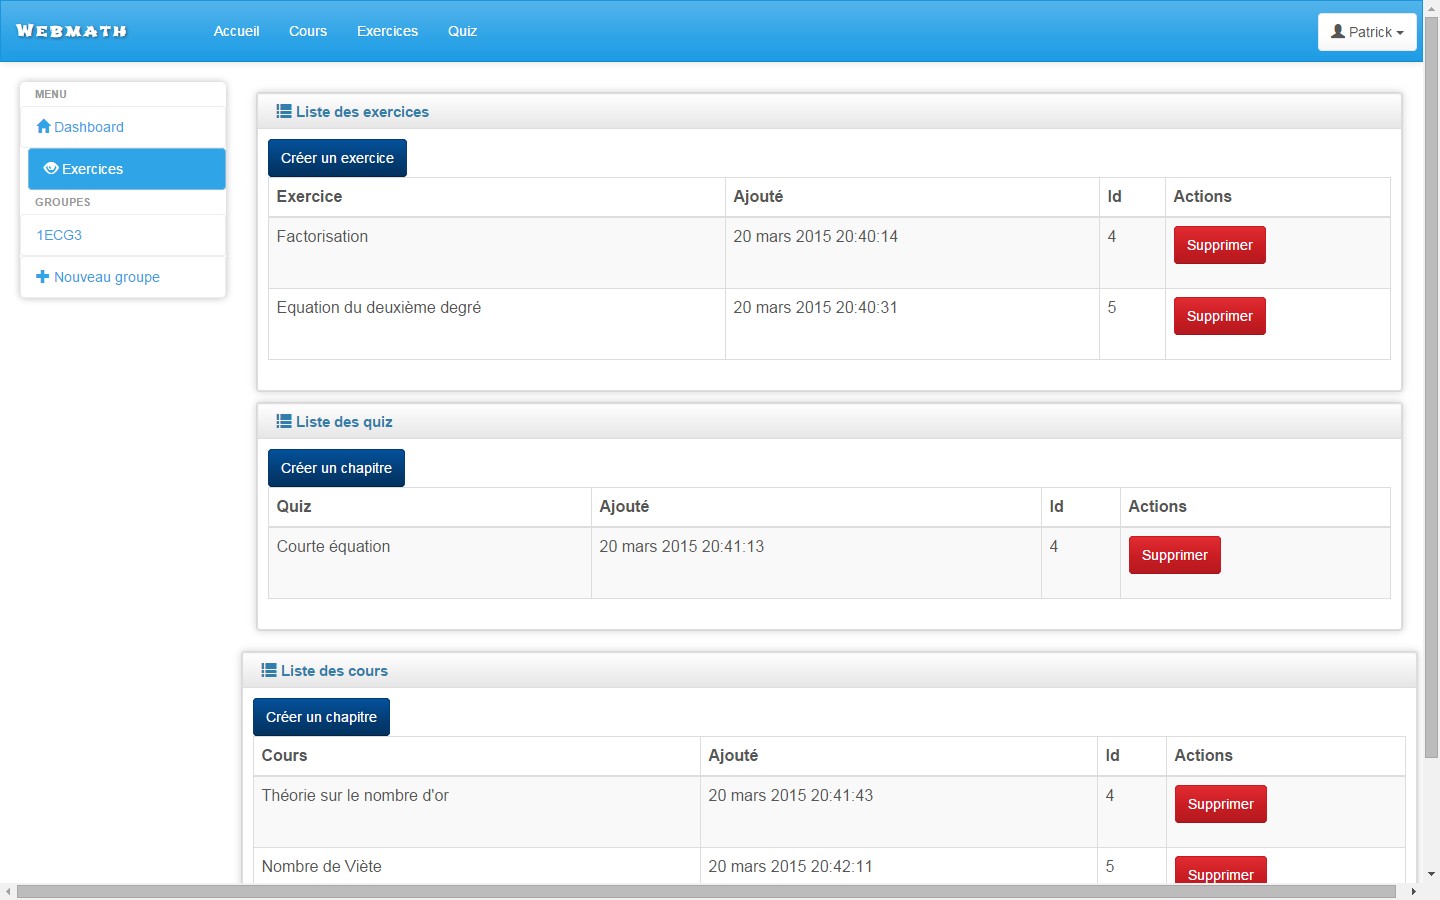 Webmath Accueil Cours Exercices Quiz Patrick
MENU
Dashboard
Exercices
GROUPES
1ECG3
Nouveau groupe
Liste des exercices
Créer un exercice
Exercice Ajouté Id Actions
Factorisation 20 mars 2015 20:40:14 4 Supprimer
Equation du deuxième degré 20 mars 2015 20:40:31 5 Supprimer
Liste des quiz
Créer un chapitre
Quiz Ajouté Id Actions
Courte équation 20 mars 2015 20:41:13 4 Supprimer
Liste des cours
Créer un chapitre
Cours Ajouté Id Actions
Théorie sur le nombre d'or 20 mars 2015 20:41:43 4 Supprimer
Nombre de Viète 20 mars 2015 20:42:11 5 Supprimer